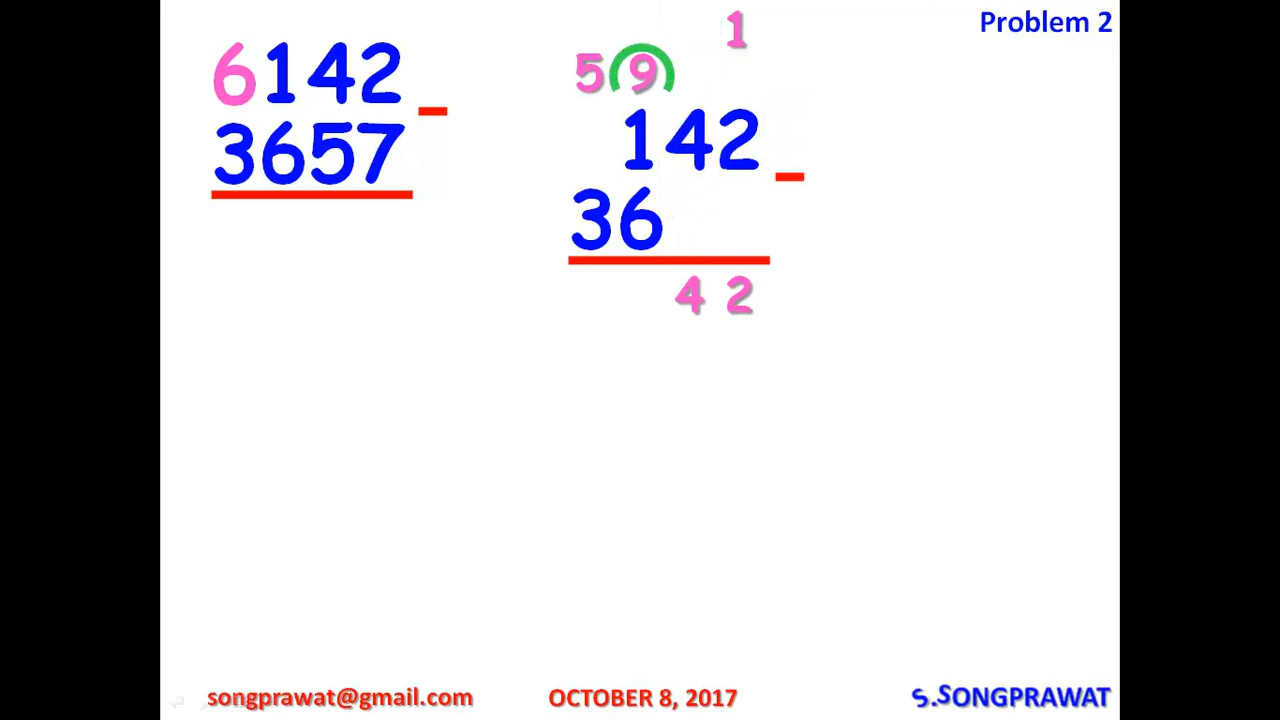 Problem 2
6142 -
3657
1
5 9
142 -
36
4 2
songprawat@gmail.com
OCTOBER 8, 2017
S.SONGPRAWAT